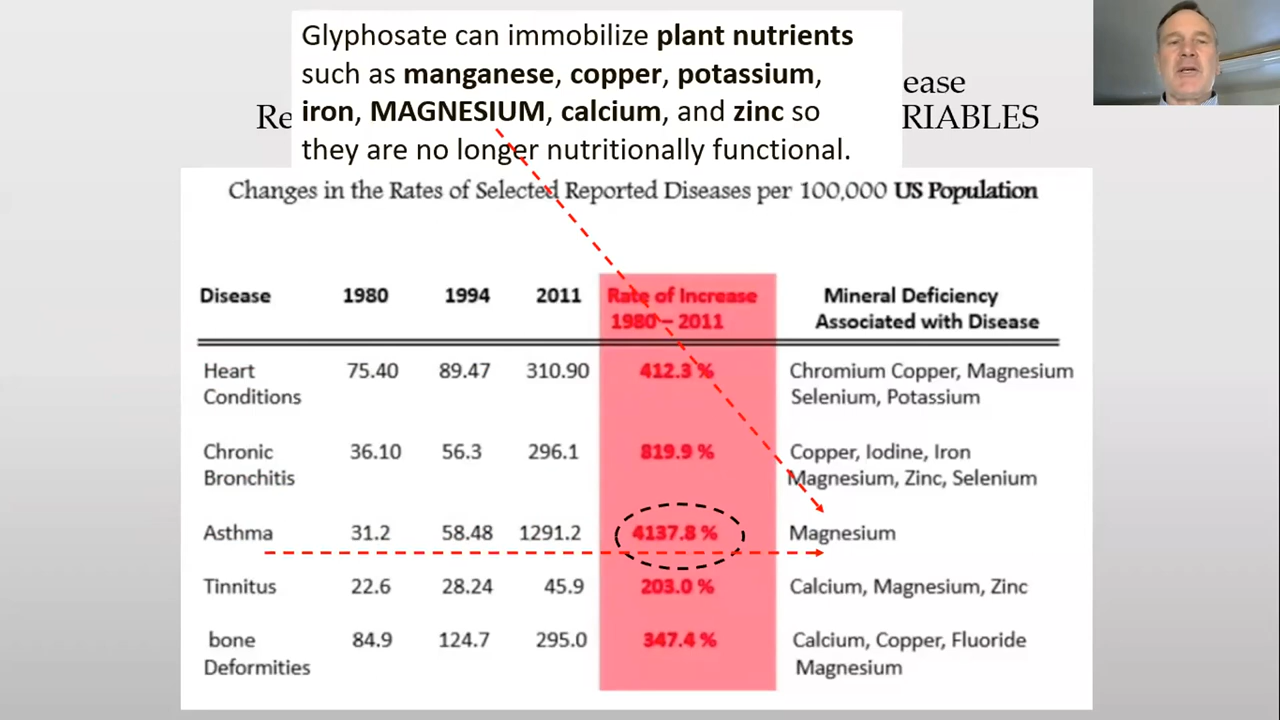 Glyphosate can immobilize plant nutrients
such as manganese, copper, potassium,
iron, MAGNESIUM, calcium, and zinc so
they are no longer nutritionally functional.
ease
Re RIABLES
Changes in the Rates of Selected Reported Diseases per 100,000 US Population
Disease 1980 1994 2011 Rate of Increase Mineral Deficiency
1980 – 2011 Associated with Disease
Heart 75.40 89.47 310.90 412.3 % Chromium Copper, Magnesium
Conditions Selenium, Potassium
Chronic 36.10 56.3 296.1 819.9 % Copper, Iodine, Iron
Bronchitis Magnesium, Zinc, Selenium
Asthma 31.2 58.48 1291.2 4137.8 % Magnesium
Tinnitus 22.6 28.24 45.9 203.0 % Calcium, Magnesium, Zinc
bone 84.9 124.7 295.0 347.4 % Calcium, Copper, Fluoride
Deformities Magnesium